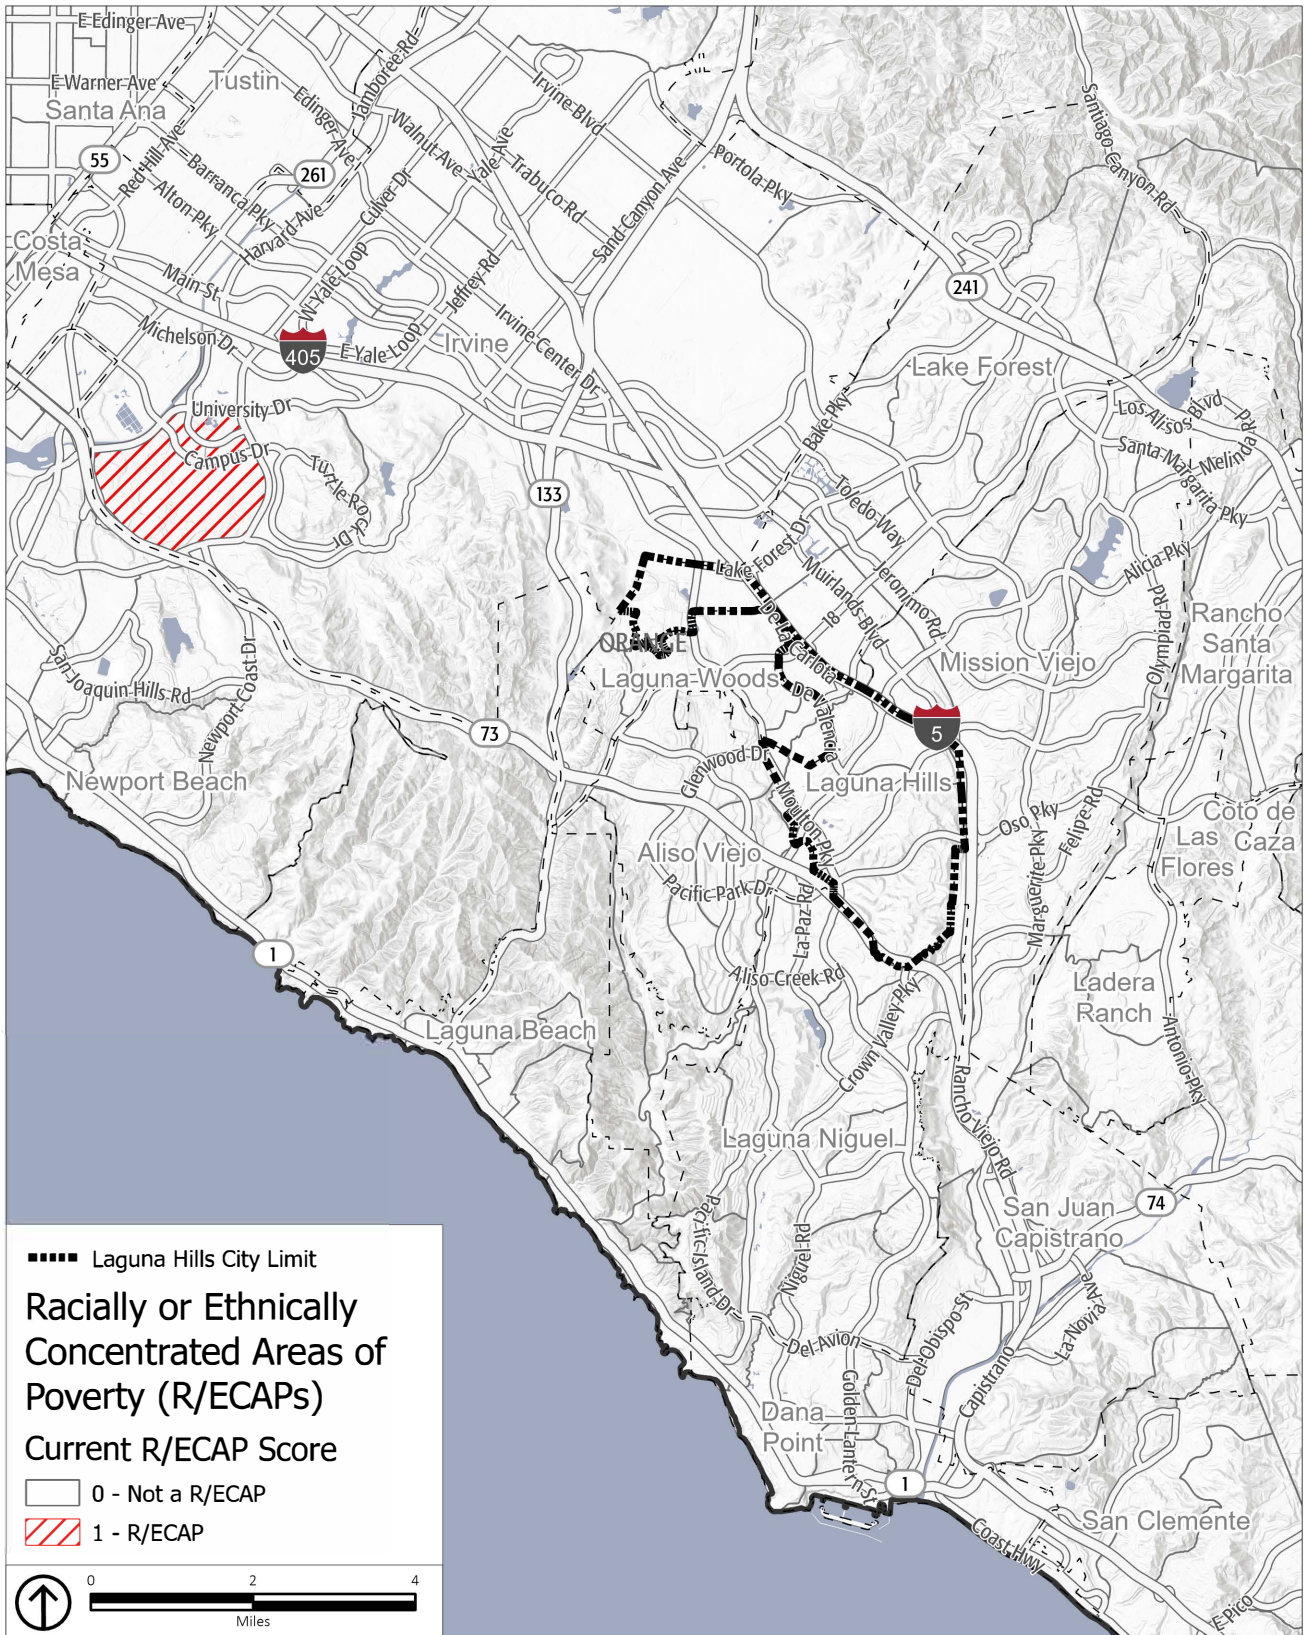 E Edinger Ave
E Warner Ave
Santa Ana
Tustin
Edinger Ave
Jamboree Rd
Walnut Ave
Yale Ave
Irvine Blvd
Trabuco Rd
Portola Pky
Santiago Canyon Rd
55
Red Hill Ave
Barranca Pky
Alton Pky
261
Harvard Ave
Culver Dr
Sand Canyon Ave
Costa
Mesa
Main St
W Yale Loop
Jeffrey Rd
241
Michelson Dr
405
E Yale Loop
Irvine
Irvine Center Dr
Lake Forest
University Dr
Campus Dr
Turtle Rock Dr
Bake Pky
Los Alisos Blvd
Santa Margarita Pky
Melinda Rd
133
Toledo Way
Lake Forest Dr
Muirlands Blvd
Jeronimo Rd
Alicia Pky
Olympiad Rd
Rancho
Santa
Margarita
De La Carlota
18
ORANGE
Laguna Woods
De Valencia
Mission Viejo
San Joaquin Hills Rd
Newport Coast Dr
73
5
Newport Beach
Glenwood Dr
Moulton Pky
Laguna Hills
Oso Pky
Felipe Rd
Marguerite Pky
Coto de
Caza
Las
Flores
Aliso Viejo
Pacific Park Dr
La Paz Rd
1
Aliso Creek Rd
Crown Valley Pky
Ladera
Ranch
Antonio Pky
Laguna Beach
Rancho Viejo Rd
Laguna Niguel
San Juan
Capistrano
74
Pacific Island Dr
Niguel Rd
Del Avion
Del Obispo St
La Novia Ave
Capistrano
Golden Lantern St
Dana
Point
1
Coast Hwy
San Clemente
E Pico
Laguna Hills City Limit
Racially or Ethnically
Concentrated Areas of
Poverty (R/ECAPs)
Current R/ECAP Score
0 - Not a R/ECAP
1 - R/ECAP
0 2 4
Miles